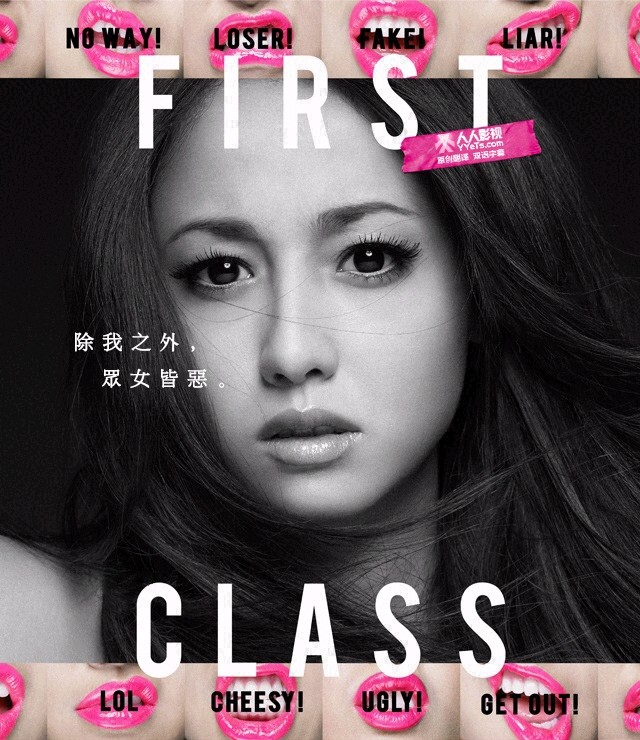 NO WAY!
LOSER!
FAKE!
LIAR!
FIRST
人人影视
YYeTs.com
原创翻译 双语字幕
除我之外，
眾女皆惡。
CLASS
LOL
CHEESY!
UGLY!
GET OUT!